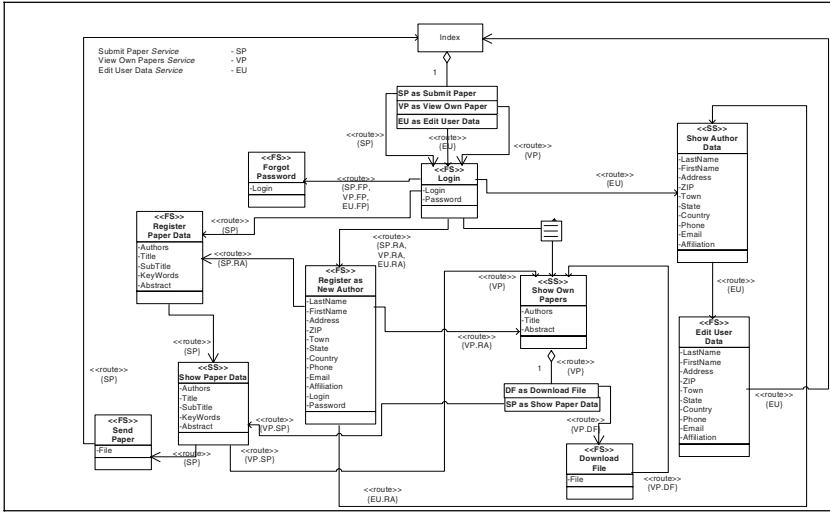 Index
Submit Paper Service - SP
View Own Papers Service - VP
Edit User Data Service - EU
1
SP as Submit Paper
VP as View Own Paper
EU as Edit User Data
<<route>>
{SP}
<<route>>
{EU}
<<route>>
{VP}
<<SS>>
Show Author
Data
-LastName
-FirstName
-Address
-ZIP
-Town
-State
-Country
-Phone
-Email
-Affiliation
<<FS>>
Forgot
Password
-Login
<<route>>
{SP.FP,
VP.FP,
EU.FP}
<<FS>>
Login
-Login
-Password
<<route>>
{EU}
<<FS>>
Register
Paper Data
-Authors
-Title
-SubTitle
-KeyWords
-Abstract
<<route>>
{SP}
<<route>>
{SP.RA}
<<route>>
{SP.RA,
VP.RA,
EU.RA}
<<FS>>
Register as
New Author
-LastName
-FirstName
-Address
-ZIP
-Town
-State
-Country
-Phone
-Email
-Affiliation
-Login
-Password
<<route>>
{VP}
<<SS>>
Show Own
Papers
-Authors
-Title
-Abstract
<<route>>
{EU}
<<route>>
{VP.RA}
<<FS>>
Edit User
Data
-LastName
-FirstName
-Address
-ZIP
-Town
-State
-Country
-Phone
-Email
-Affiliation
<<route>>
{SP}
<<route>>
{SP}
<<SS>>
Show Paper Data
-Authors
-Title
-SubTitle
-KeyWords
-Abstract
1
<<route>>
{VP}
DF as Download File
SP as Show Paper Data
<<route>>
{EU}
<<FS>>
Send
Paper
-File
<<route>>
{SP}
<<route>>
{VP.SP}
<<route>>
{VP.SP}
<<route>>
{VP.DF}
<<FS>>
Download
File
-File
<<route>>
{VP.DF}
<<route>>
{EU.RA}